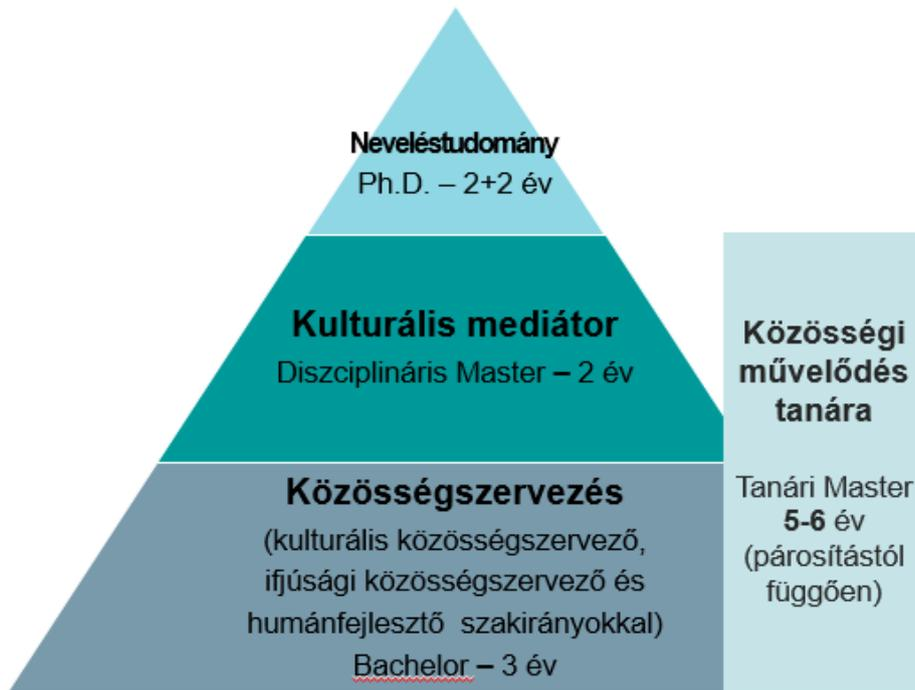 Neveléstudomány
Ph.D. – 2+2 év
Kulturális mediátor
Diszciplináris Master – 2 év
Közösségszervezés
(kulturális közösségszervező,
ifjúsági közösségszervező és
humánfejlesztő szakirányokkal)
Bachelor – 3 év
Közösségi
művelődés
tanára
Tanári Master
5-6 év
(párosítástól
függően)